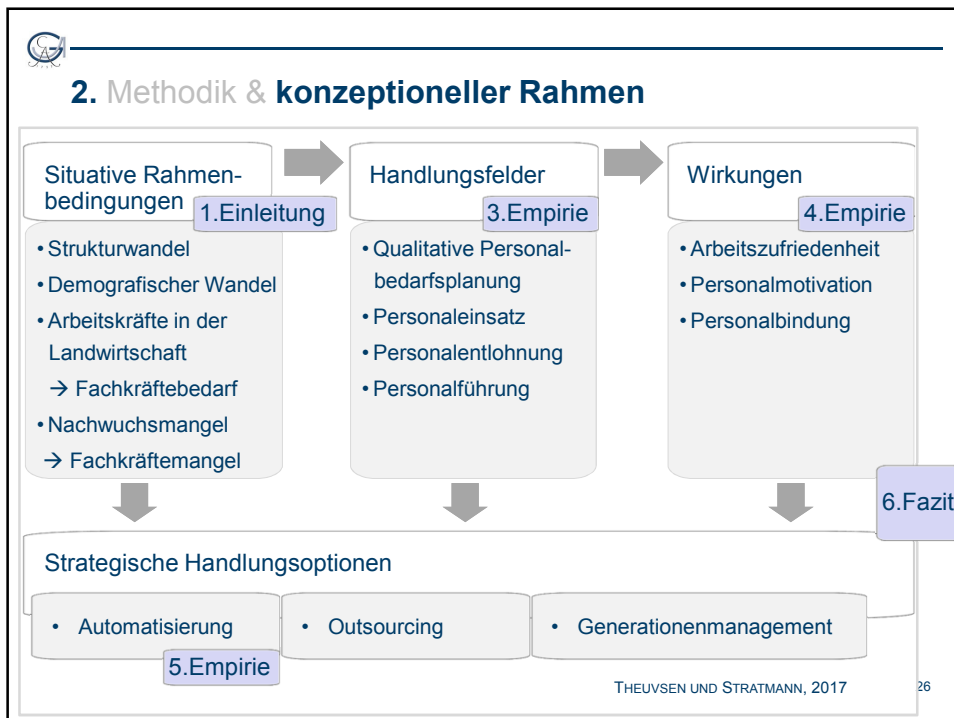 2. Methodik & konzeptioneller Rahmen
Situative Rahmen-
bedingungen
1.Einleitung
• Strukturwandel
• Demografischer Wandel
• Arbeitskräfte in der
Landwirtschaft
→ Fachkräftebedarf
• Nachwuchsmangel
→ Fachkräftemangel
Handlungsfelder
3.Empirie
• Qualitative Personal-
bedarfsplanung
• Personaleinsatz
• Personalentlohnung
• Personalführung
Wirkungen
4.Empirie
• Arbeitszufriedenheit
• Personalmotivation
• Personalbindung
6.Fazit
Strategische Handlungsoptionen
• Automatisierung
5.Empirie
• Outsourcing
• Generationenmanagement
THEUVSEN UND STRATMANN, 2017
26